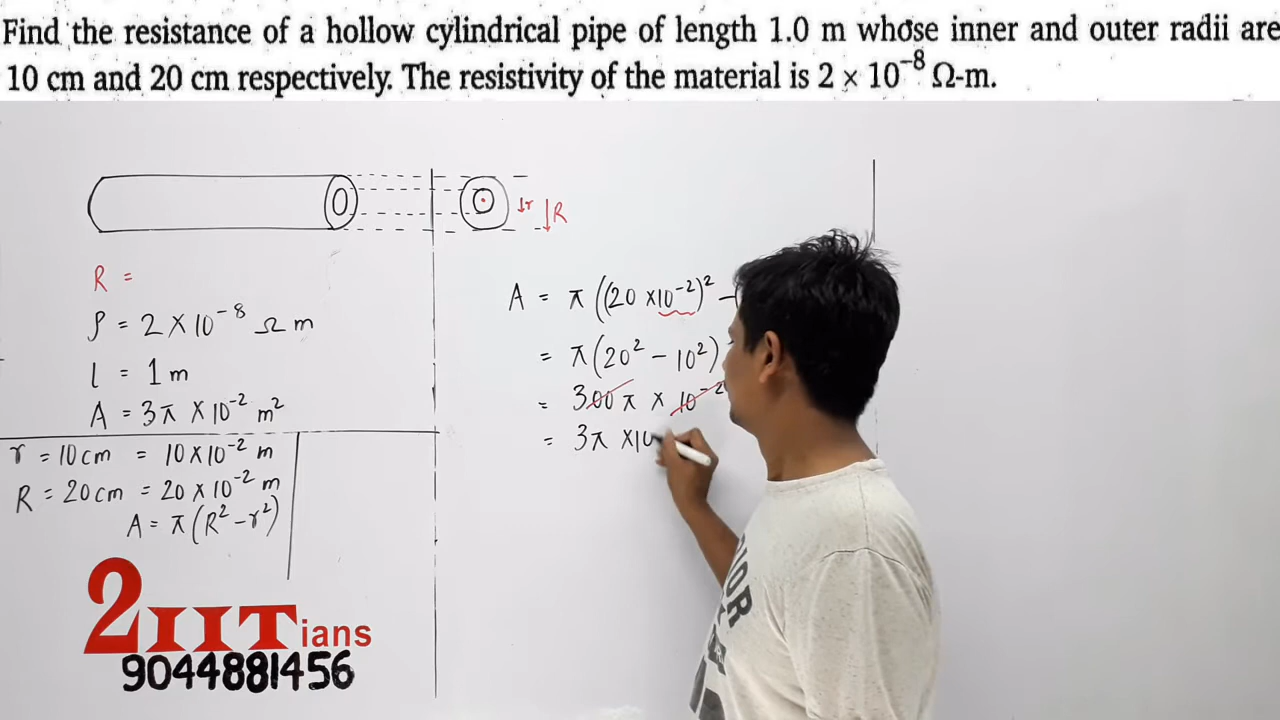 Find the resistance of a hollow cylindrical pipe of length 1.0 m whose inner and outer radii are
10 cm and 20 cm respectively. The resistivity of the material is 2 × 10⁻⁸ Ω-m.
r
R
R =
ρ = 2 × 10⁻⁸ Ω m
l = 1 m
A = 3π × 10⁻² m²
r = 10 cm = 10 × 10⁻² m
R = 20 cm = 20 × 10⁻² m
A = π(R² - r²)
A = π((20 × 10⁻²)² -
= π(20² - 10²)
= 300π × 10⁻²
= 3π × 10
2IITians
9044881456